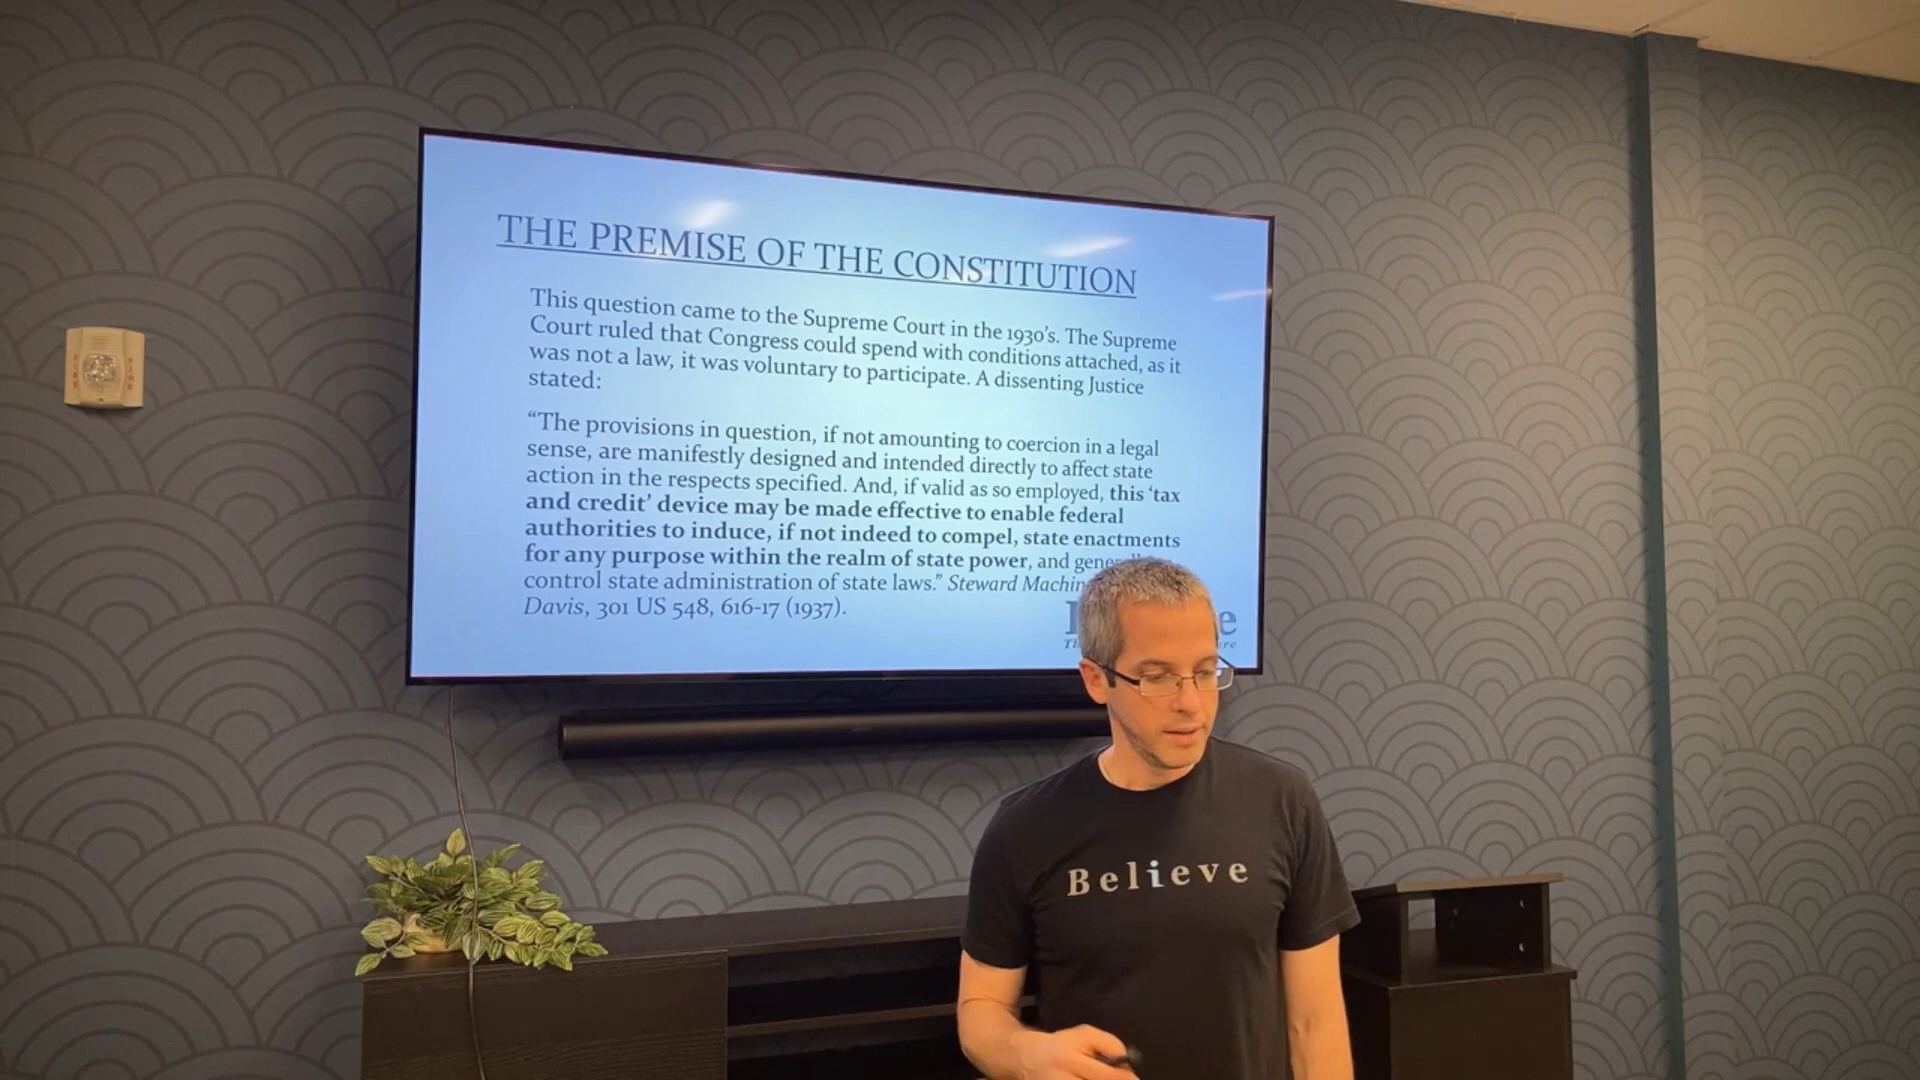 THE PREMISE OF THE CONSTITUTION
This question came to the Supreme Court in the 1930's. The Supreme
Court ruled that Congress could spend with conditions attached, as it
was not a law, it was voluntary to participate. A dissenting Justice
stated:
“The provisions in question, if not amounting to coercion in a legal
sense, are manifestly designed and intended directly to affect state
action in the respects specified. And, if valid as so employed, this ‘tax
and credit’ device may be made effective to enable federal
authorities to induce, if not indeed to compel, state enactments
for any purpose within the realm of state power, and
control state administration of state laws.” Steward
Davis, 301 US 548, 616-17 (1937).
FIRE
FIRE
Believe